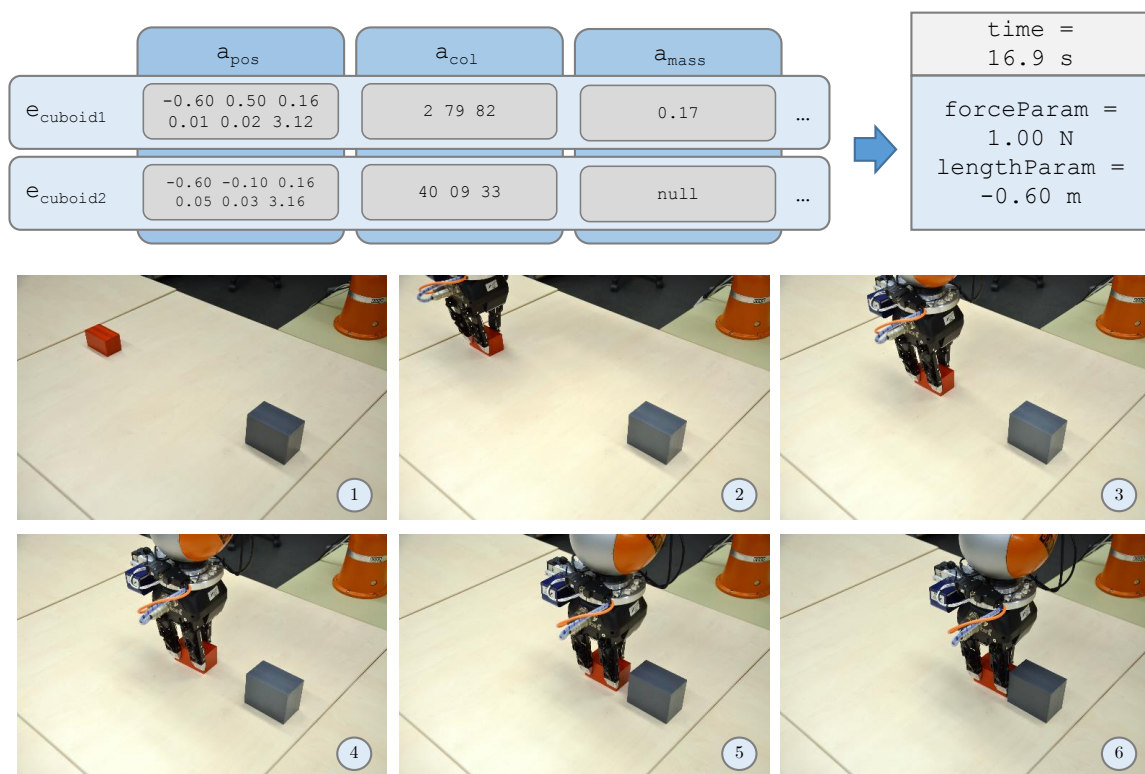 a_pos a_col a_mass
e_cuboid1
-0.60 0.50 0.16
0.01 0.02 3.12
2 79 82
0.17
...
e_cuboid2
-0.60 -0.10 0.16
0.05 0.03 3.16
40 09 33
null
...
time =
16.9 s
forceParam =
1.00 N
lengthParam =
-0.60 m
1
2
3
4
5
6